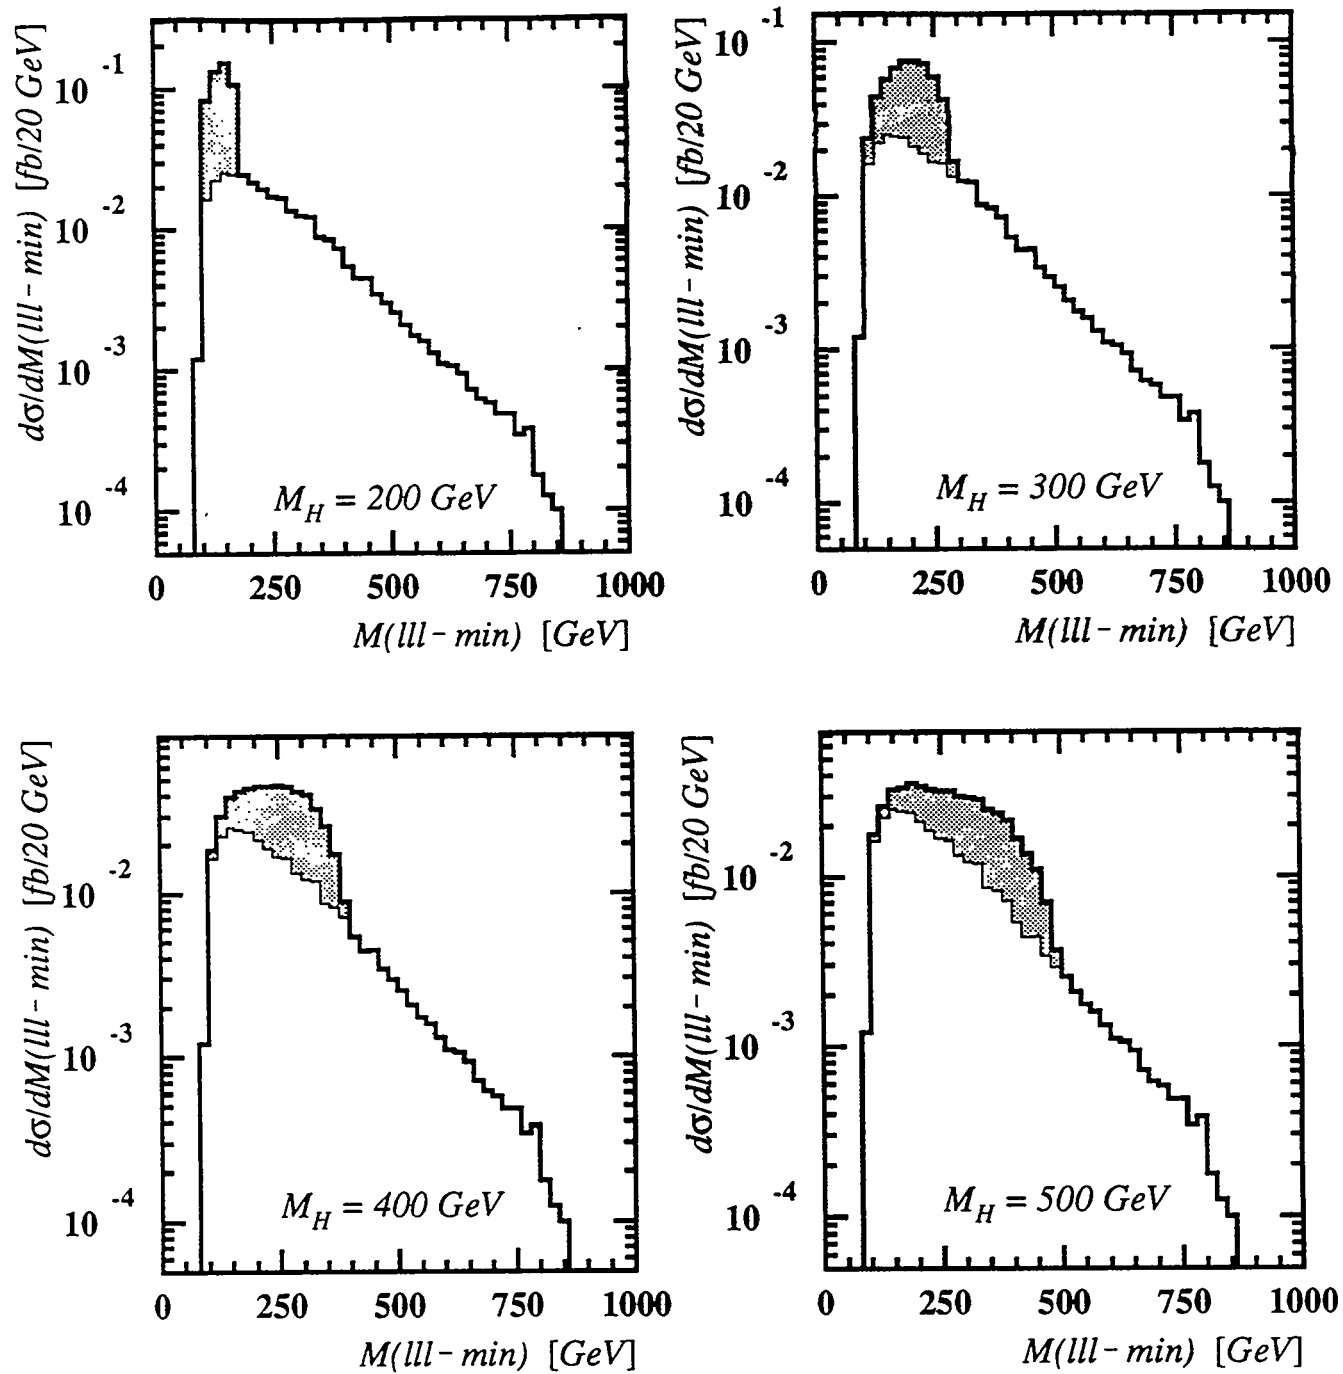 dσ/dM(lll-min) [fb/20 GeV]
10^-1
10^-2
10^-3
10^-4
M_H = 200 GeV
0 250 500 750 1000
M(lll-min) [GeV]
dσ/dM(lll-min) [fb/20 GeV]
10^-1
10^-2
10^-3
10^-4
M_H = 300 GeV
0 250 500 750 1000
M(lll-min) [GeV]
dσ/dM(lll-min) [fb/20 GeV]
10^-2
10^-3
10^-4
M_H = 400 GeV
0 250 500 750 1000
M(lll-min) [GeV]
dσ/dM(lll-min) [fb/20 GeV]
10^-2
10^-3
10^-4
M_H = 500 GeV
0 250 500 750 1000
M(lll-min) [GeV]